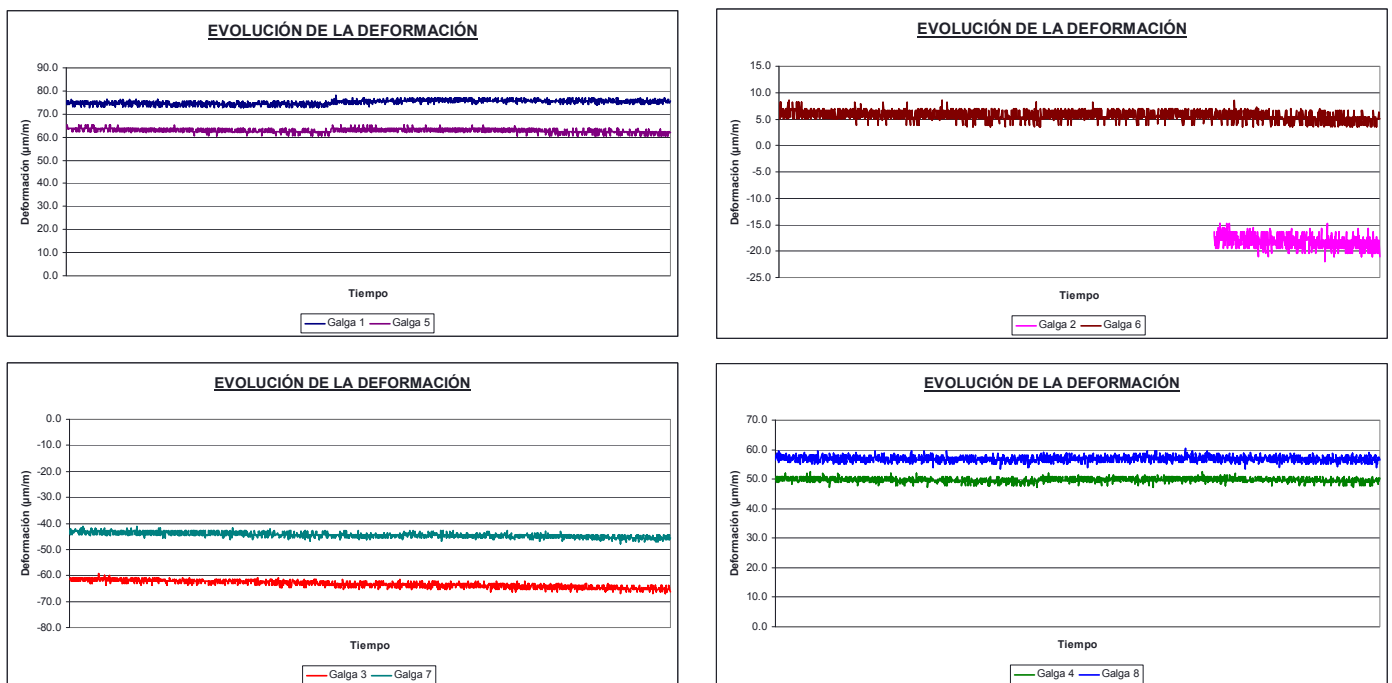 EVOLUCIÓN DE LA DEFORMACIÓN
90.0
80.0
70.0
60.0
50.0
40.0
30.0
20.0
10.0
0.0
Deformación (µm/m)
Tiempo
Galga 1 Galga 5
EVOLUCIÓN DE LA DEFORMACIÓN
15.0
10.0
5.0
0.0
-5.0
-10.0
-15.0
-20.0
-25.0
Deformación (µm/m)
Tiempo
Galga 2 Galga 6
EVOLUCIÓN DE LA DEFORMACIÓN
0.0
-10.0
-20.0
-30.0
-40.0
-50.0
-60.0
-70.0
-80.0
Deformación (µm/m)
Tiempo
Galga 3 Galga 7
EVOLUCIÓN DE LA DEFORMACIÓN
70.0
60.0
50.0
40.0
30.0
20.0
10.0
0.0
Deformación (µm/m)
Tiempo
Galga 4 Galga 8